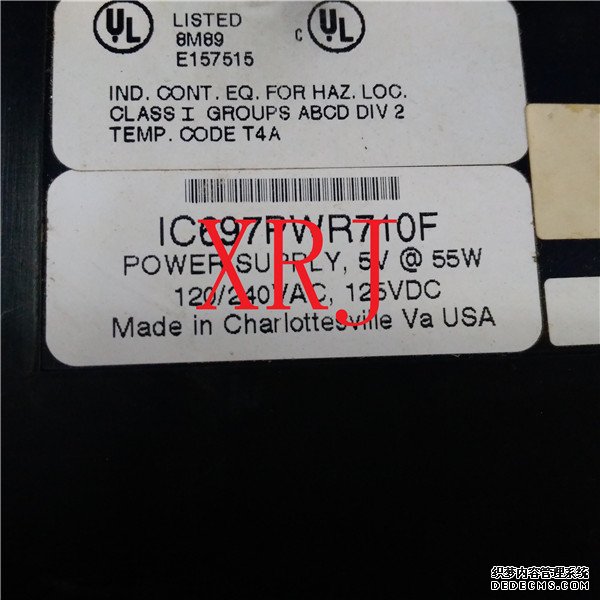 UL LISTED c UL
8M89
E157515
IND. CONT. EQ. FOR HAZ. LOC.
CLASS I GROUPS ABCD DIV 2
TEMP. CODE T4A
IC697PWR710F
POWER SUPPLY, 5V @ 55W
120/240VAC, 125VDC
Made in Charlottesville Va USA
XRJ
织梦内容管理系统
DEDECMS.COM